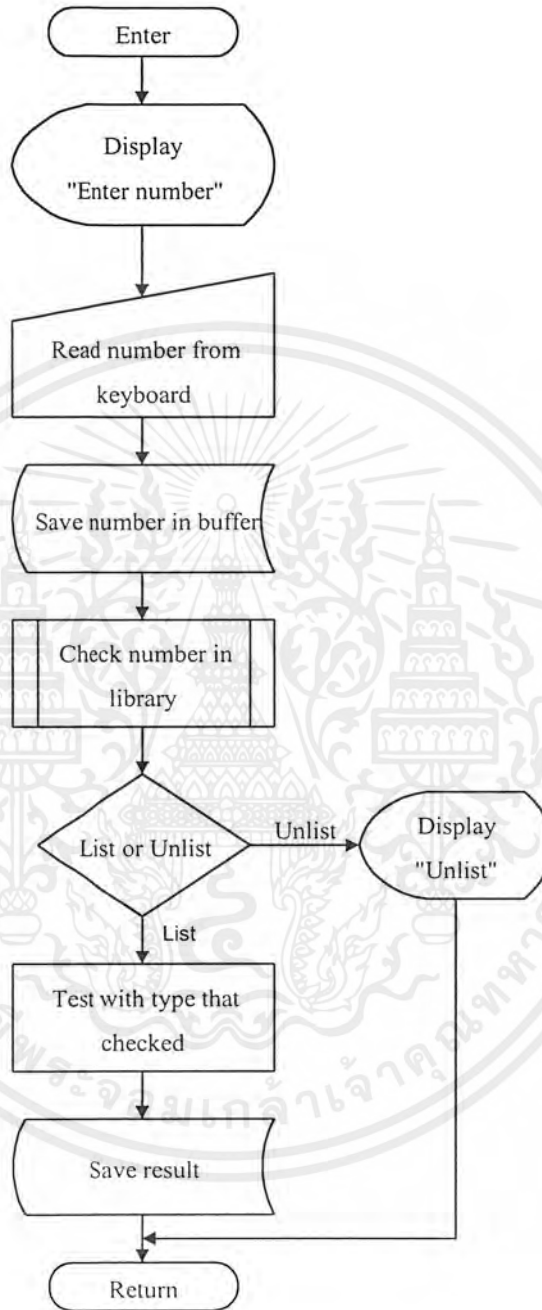 Enter
Display
"Enter number"
Read number from
keyboard
Save number in buffer
Check number in
library
List or Unlist
Unlist
Display
"Unlist"
List
Test with type that
checked
Save result
Return